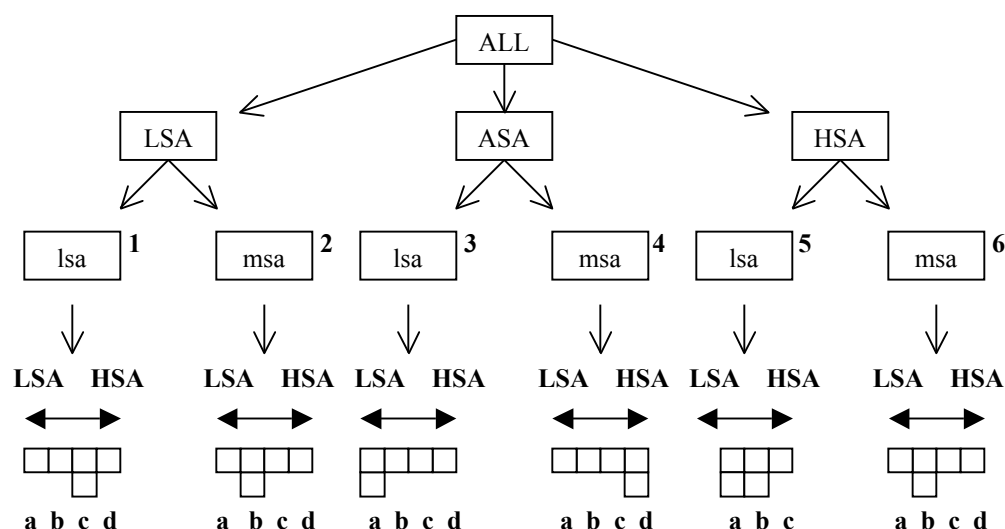 ALL
LSA ASA HSA
lsa 1 msa 2 lsa 3 msa 4 lsa 5 msa 6
LSA HSA LSA HSA LSA HSA LSA HSA LSA HSA LSA HSA
a b c d a b c d a b c d a b c d a b c a b c d